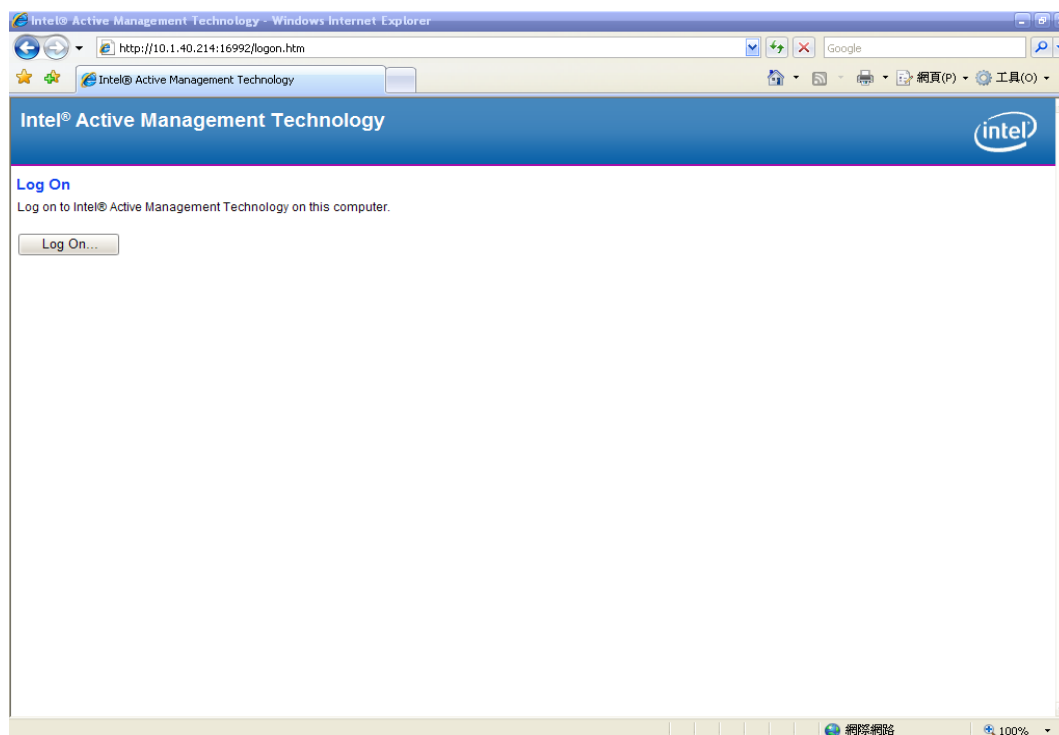 Intel® Active Management Technology - Windows Internet Explorer
http://10.1.40.214:16992/logon.htm
Google
Intel® Active Management Technology
網頁(P)
工具(O)
Intel® Active Management Technology
intel
Log On
Log on to Intel® Active Management Technology on this computer.
Log On...
網際網路
100%